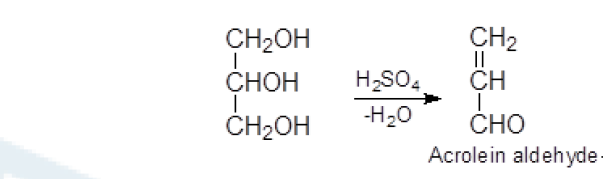 CH₂OH
CHOH
CH₂OH
H₂SO₄
-H₂O
CH₂
CH
CHO
Acrolein aldehyde-